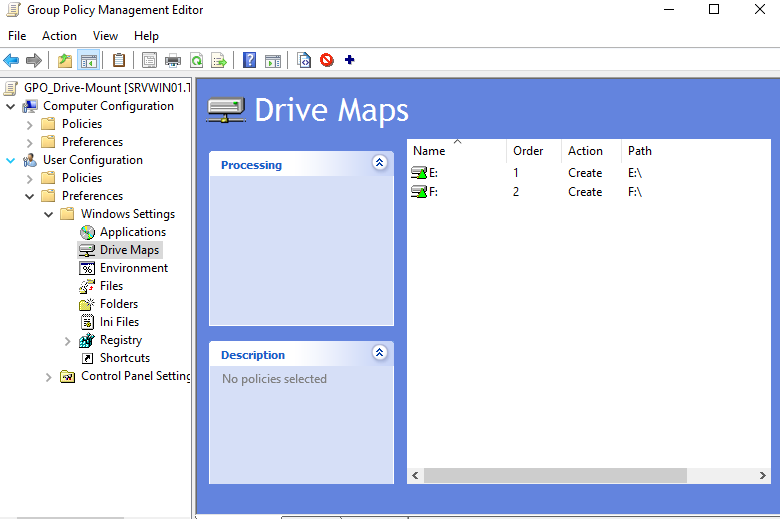 Group Policy Management Editor
File Action View Help
GPO_Drive-Mount [SRVWIN01.T
Computer Configuration
Policies
Preferences
User Configuration
Policies
Preferences
Windows Settings
Applications
Drive Maps
Environment
Files
Folders
Ini Files
Registry
Shortcuts
Control Panel Setting
Drive Maps
Processing
Description
No policies selected
Name Order Action Path
E: 1 Create E:\
F: 2 Create F:\